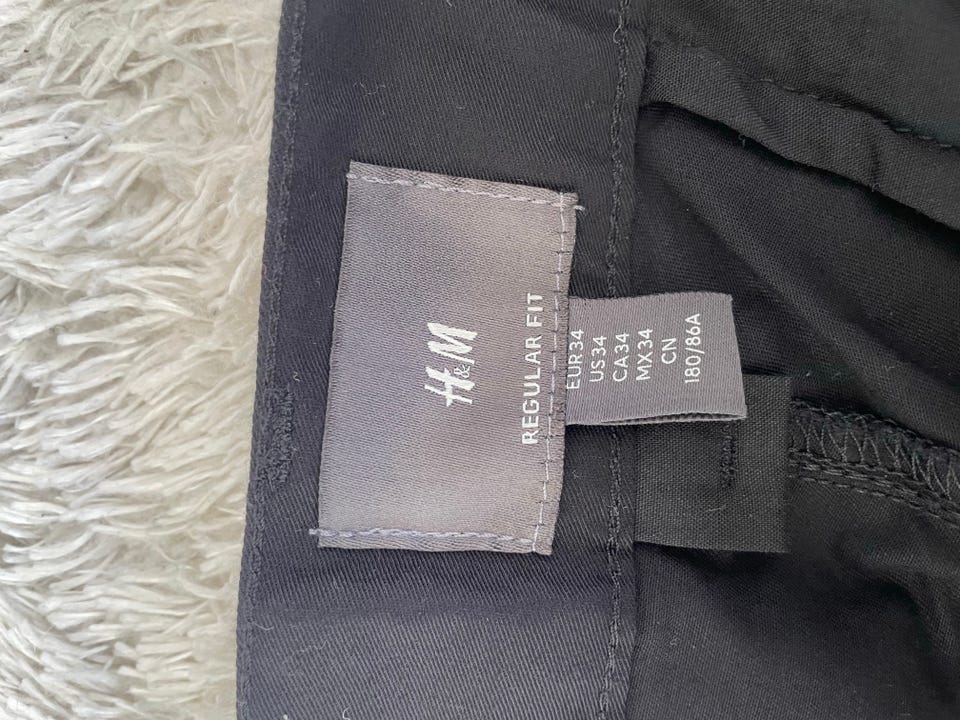 H&M
REGULAR FIT
EUR34
US34
CA34
MX34
CN
180/86A